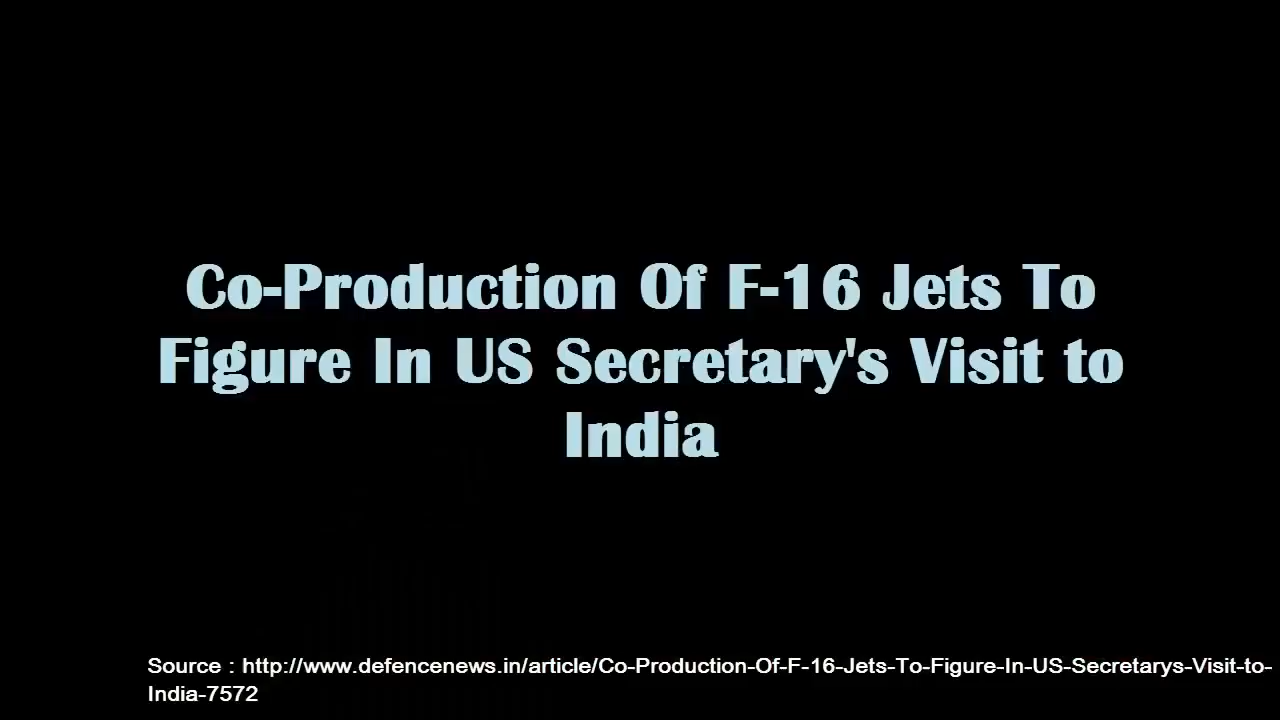 Co-Production Of F-16 Jets To
Figure In US Secretary's Visit to
India
Source : http://www.defencenews.in/article/Co-Production-Of-F-16-Jets-To-Figure-In-US-Secretarys-Visit-to-
India-7572